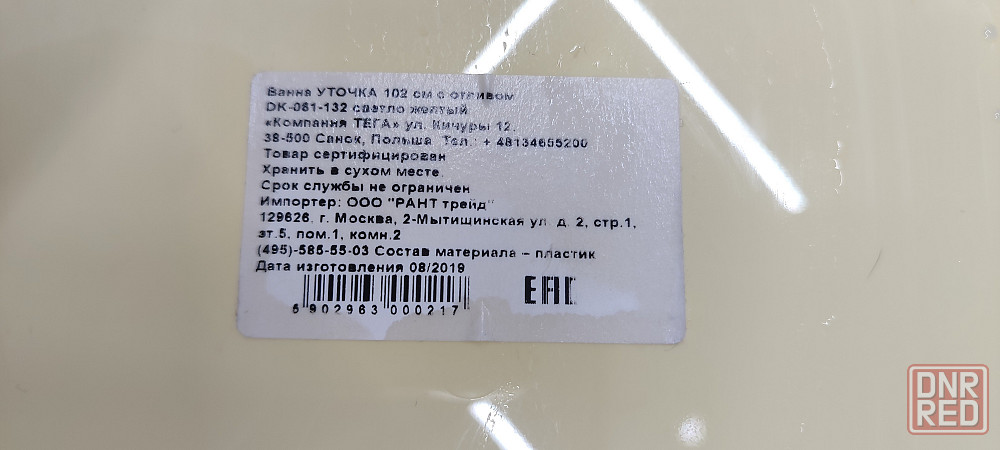 Ванна УТОЧКА 102 см с отливом
DK-081-132 светло желтый
«Компания ТЕГА» ул. Кичуры 12,
38-500 Санок, Польша Тел.: + 48134655200
Товар сертифицирован
Хранить в сухом месте.
Срок службы не ограничен
Импортер: ООО "РАНТ трейд"
129626, г. Москва, 2-Мытищинская ул. д. 2, стр.1,
эт.5, пом.1, комн.2
(495)-585-55-03 Состав материала – пластик
Дата изготовления 08/2019
5 902963 000217
EAC
DNR
RED